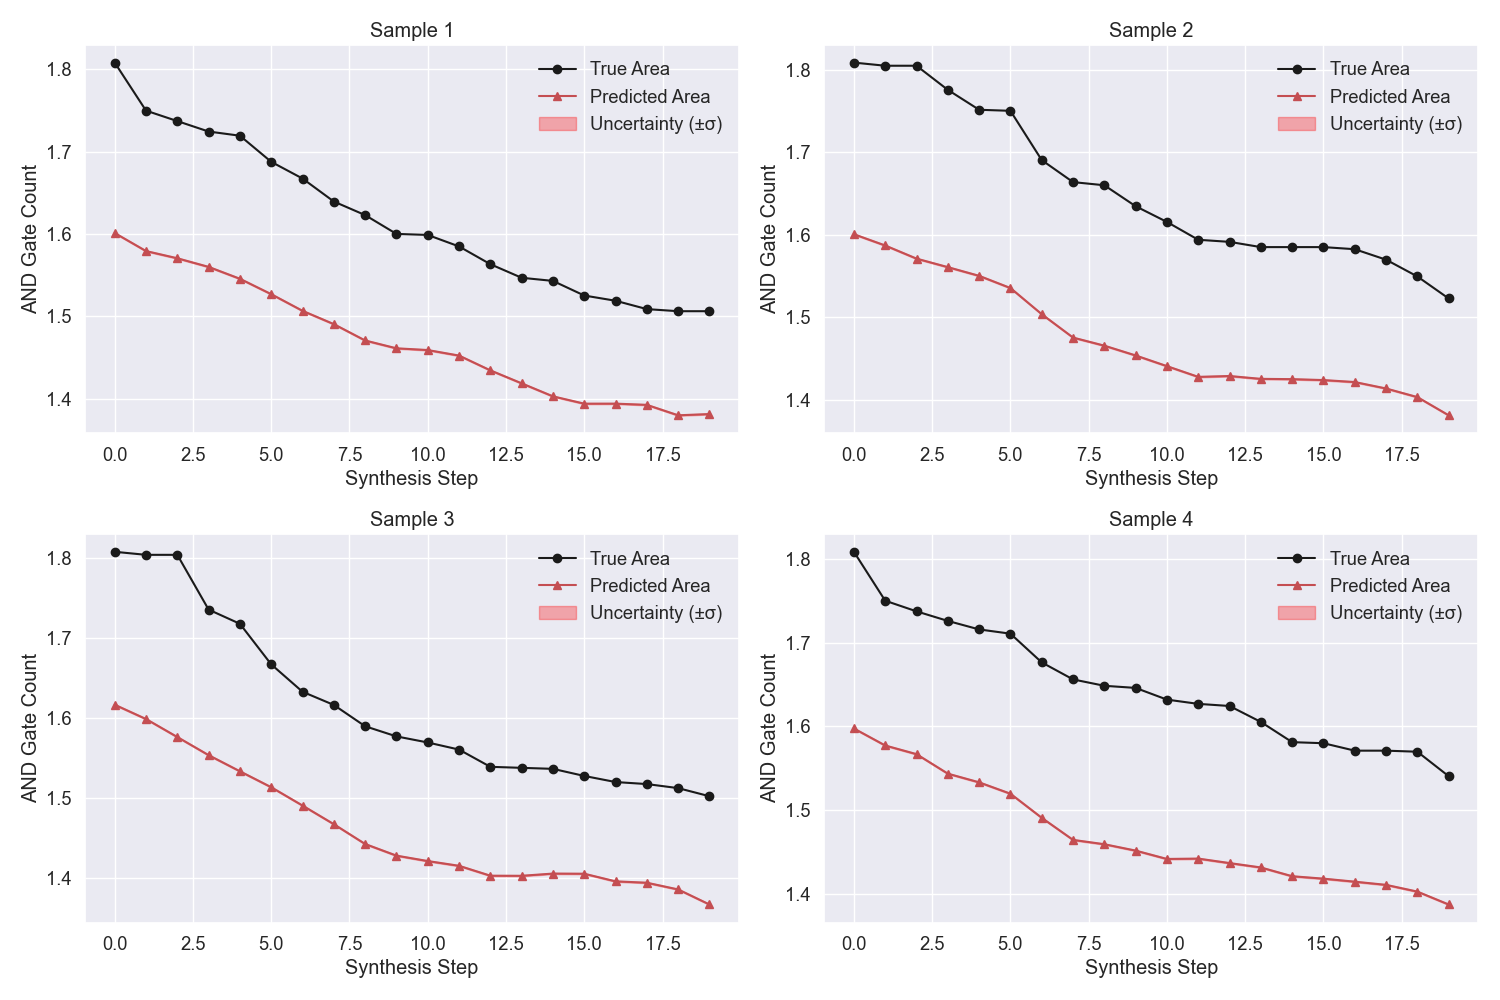 Sample 1
True Area
Predicted Area
Uncertainty (±σ)
AND Gate Count
1.8
1.7
1.6
1.5
1.4
0.0 2.5 5.0 7.5 10.0 12.5 15.0 17.5
Synthesis Step
Sample 2
True Area
Predicted Area
Uncertainty (±σ)
AND Gate Count
1.8
1.7
1.6
1.5
1.4
0.0 2.5 5.0 7.5 10.0 12.5 15.0 17.5
Synthesis Step
Sample 3
True Area
Predicted Area
Uncertainty (±σ)
AND Gate Count
1.8
1.7
1.6
1.5
1.4
0.0 2.5 5.0 7.5 10.0 12.5 15.0 17.5
Synthesis Step
Sample 4
True Area
Predicted Area
Uncertainty (±σ)
AND Gate Count
1.8
1.7
1.6
1.5
1.4
0.0 2.5 5.0 7.5 10.0 12.5 15.0 17.5
Synthesis Step